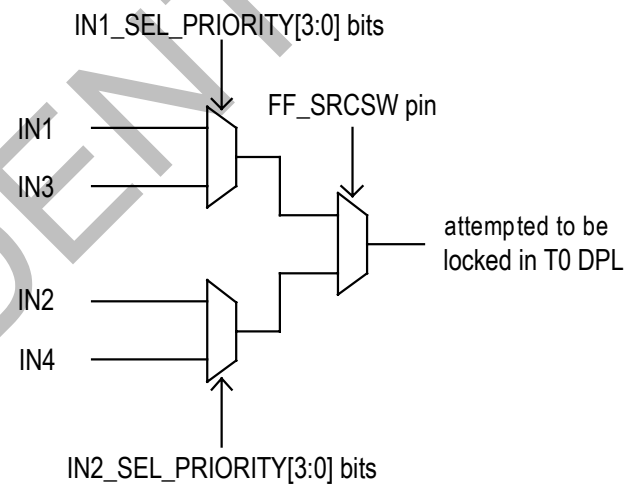 IN1_SEL_PRIORITY[3:0] bits
FF_SRCSW pin
IN1
IN3
attempted to be
locked in T0 DPL
IN2
IN4
IN2_SEL_PRIORITY[3:0] bits